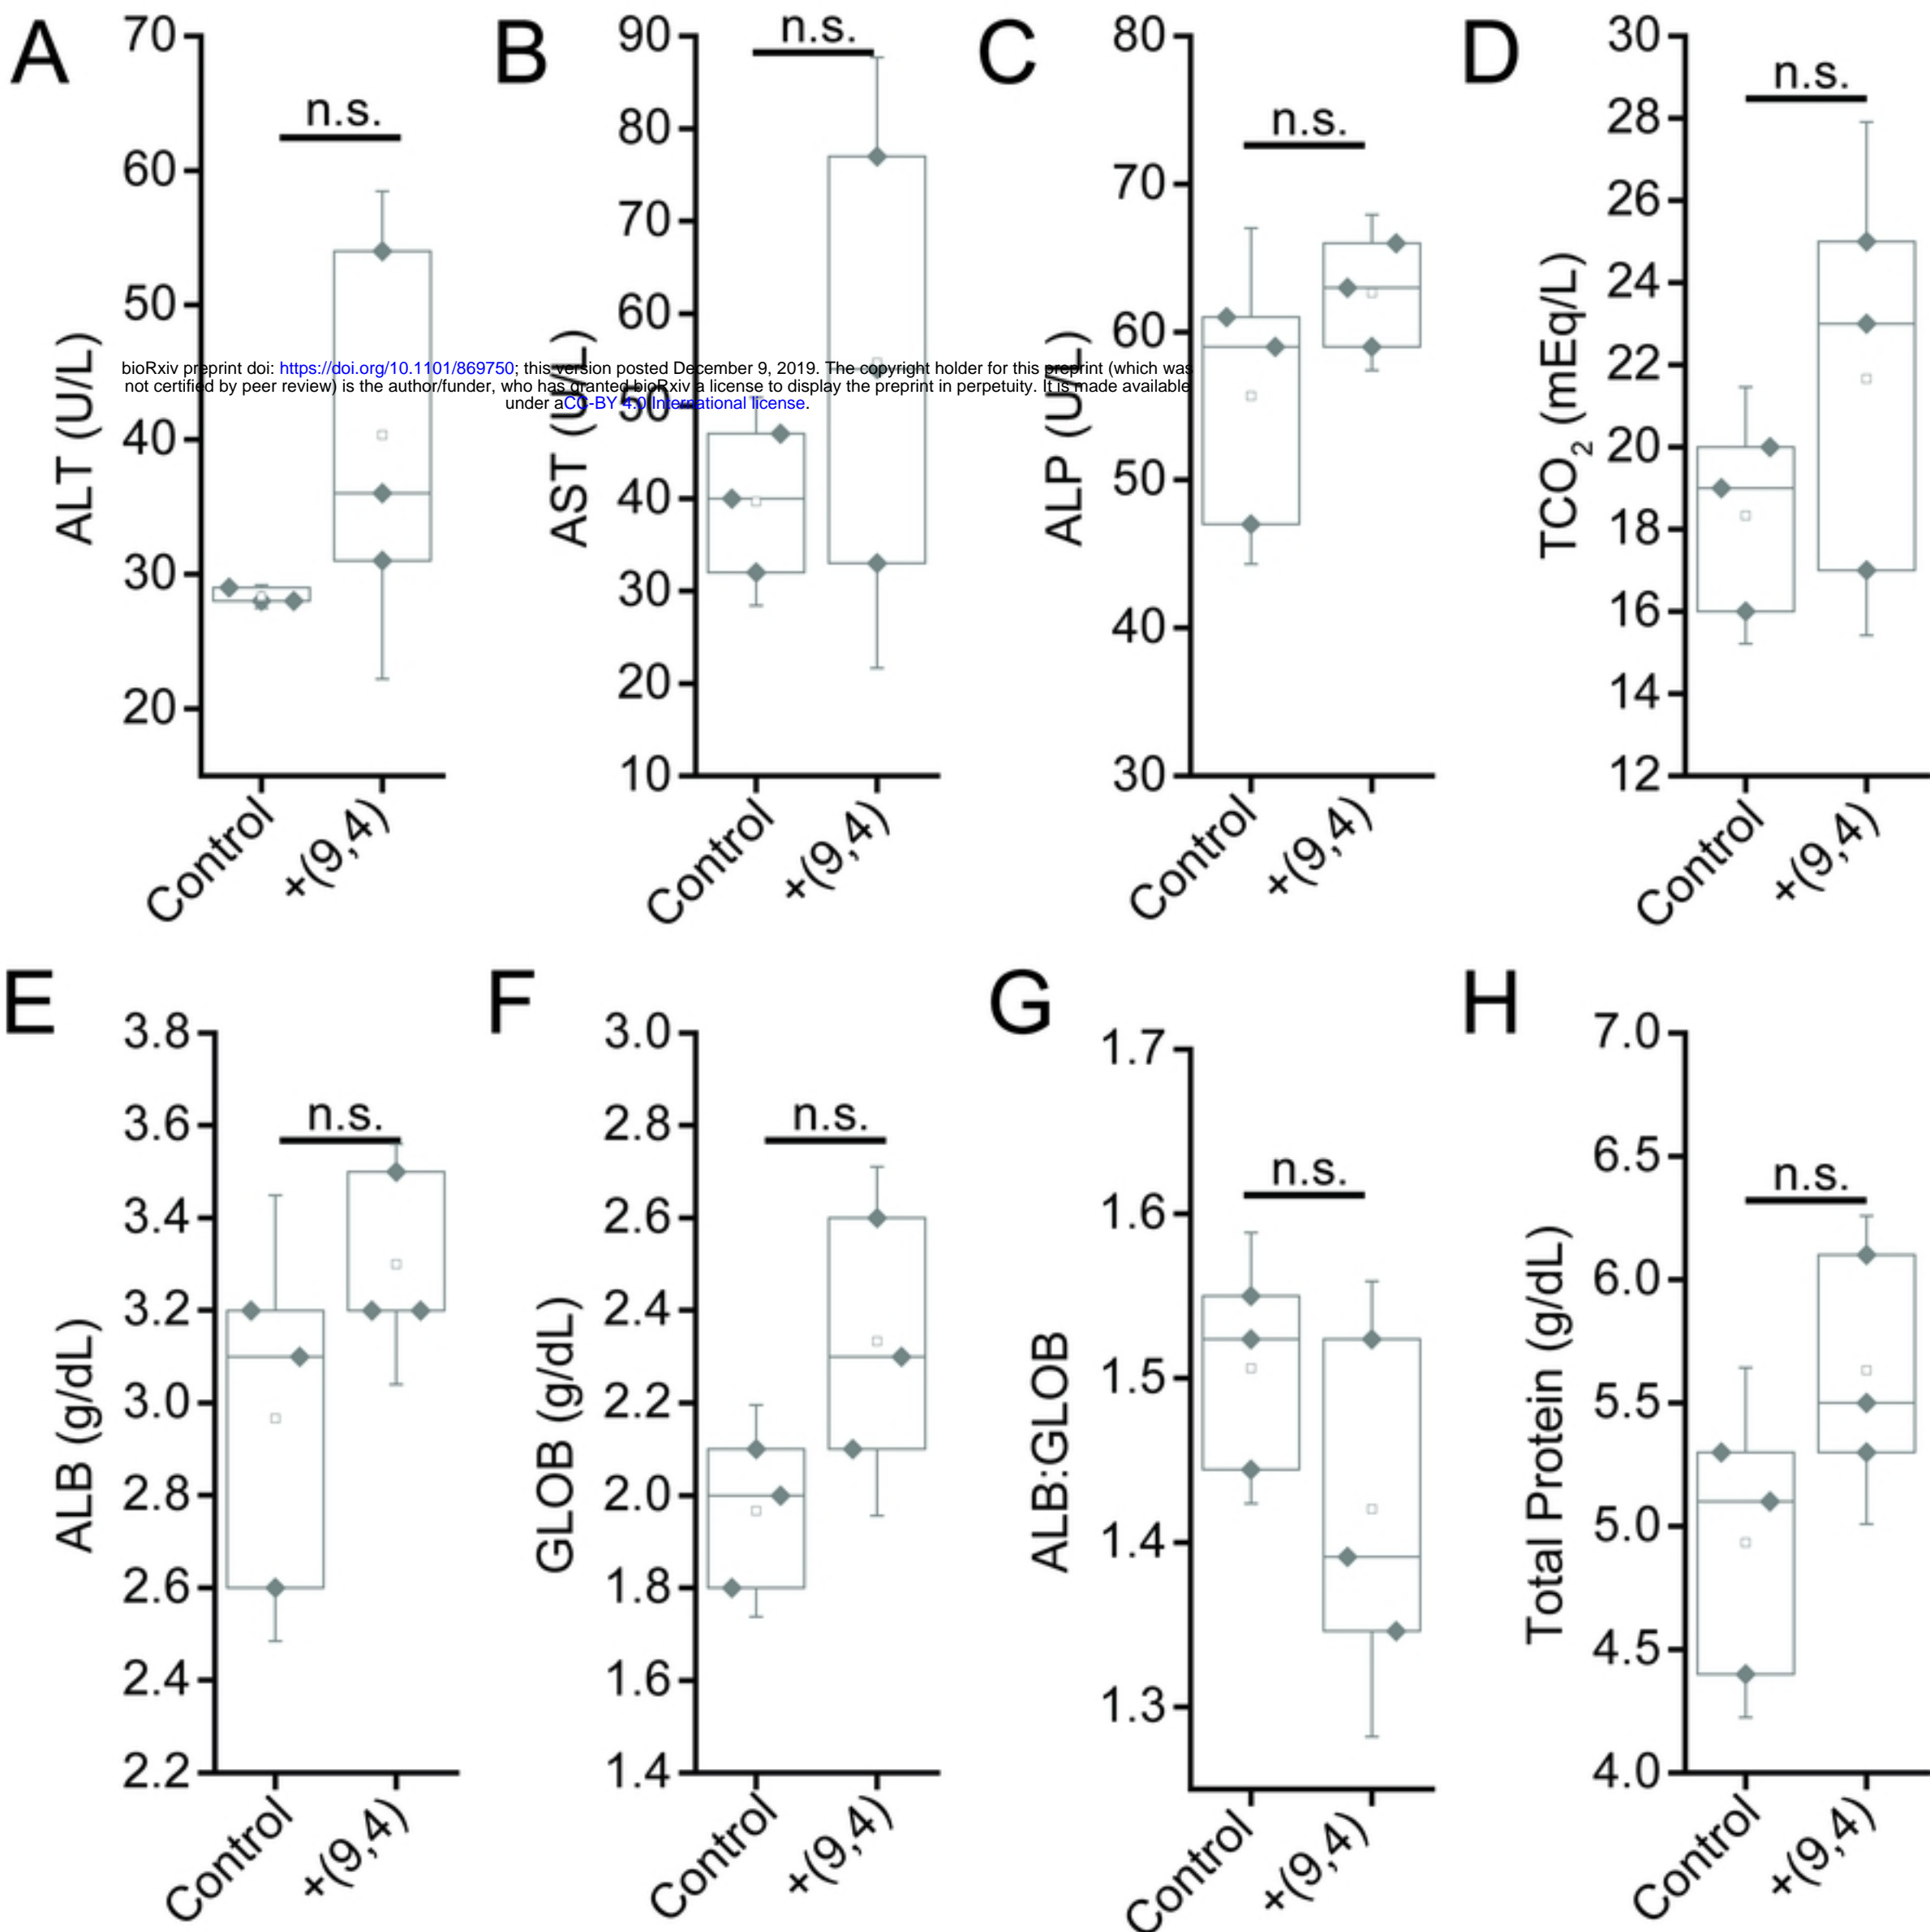 A
B
C
D
70
60
50
40
30
20
ALT (U/L)
n.s.
Control
+(9,4)
90
80
70
60
50
40
30
20
10
AST (U/L)
n.s.
Control
+(9,4)
80
70
60
50
40
30
ALP (U/L)
n.s.
Control
+(9,4)
30
28
26
24
22
20
18
16
14
12
TCO₂ (mEq/L)
n.s.
Control
+(9,4)
bioRxiv preprint doi: https://doi.org/10.1101/869750; this version posted December 9, 2019. The copyright holder for this preprint (which was
not certified by peer review) is the author/funder, who has granted bioRxiv a license to display the preprint in perpetuity. It is made available
under aCC-BY 4.0 International license.
E
F
G
H
3.8
3.6
3.4
3.2
3.0
2.8
2.6
2.4
2.2
ALB (g/dL)
n.s.
Control
+(9,4)
3.0
2.8
2.6
2.4
2.2
2.0
1.8
1.6
1.4
GLOB (g/dL)
n.s.
Control
+(9,4)
1.7
1.6
1.5
1.4
1.3
ALB:GLOB
n.s.
Control
+(9,4)
7.0
6.5
6.0
5.5
5.0
4.5
4.0
Total Protein (g/dL)
n.s.
Control
+(9,4)